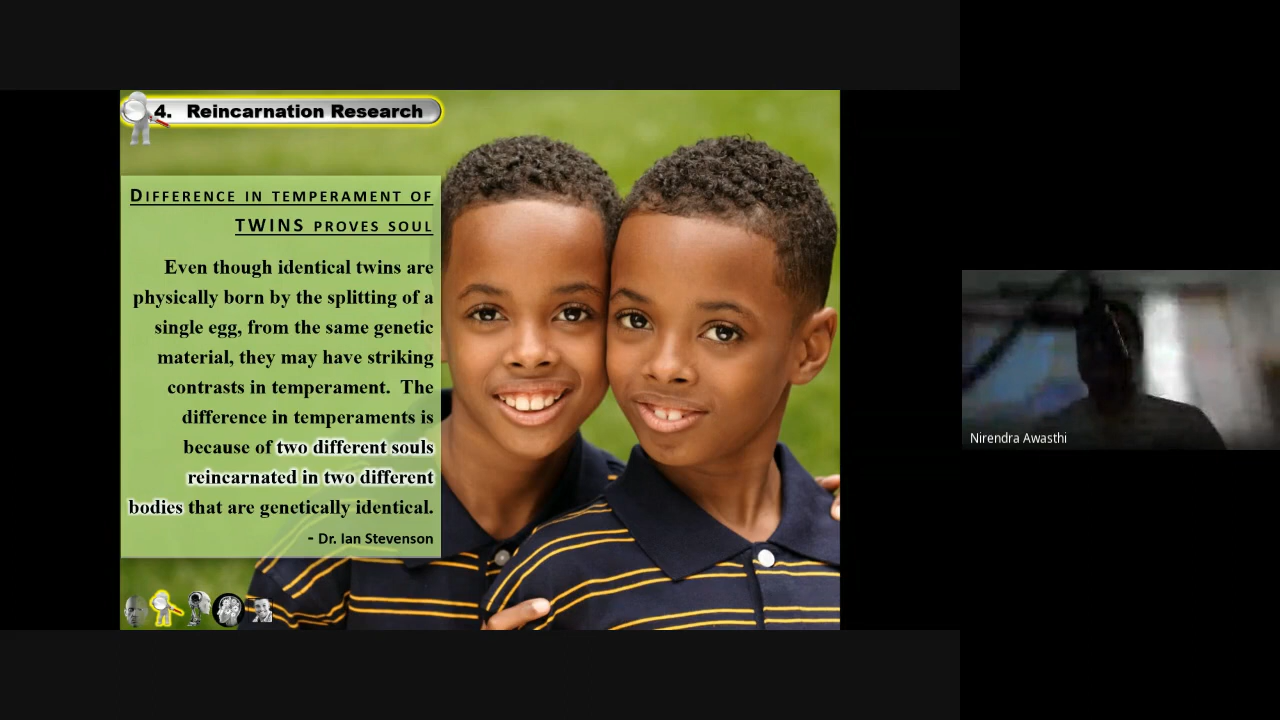 4. Reincarnation Research
DIFFERENCE IN TEMPERAMENT OF
TWINS PROVES SOUL
Even though identical twins are
physically born by the splitting of a
single egg, from the same genetic
material, they may have striking
contrasts in temperament. The
difference in temperaments is
because of two different souls
reincarnated in two different
bodies that are genetically identical.
- Dr. Ian Stevenson
Nirendra Awasthi